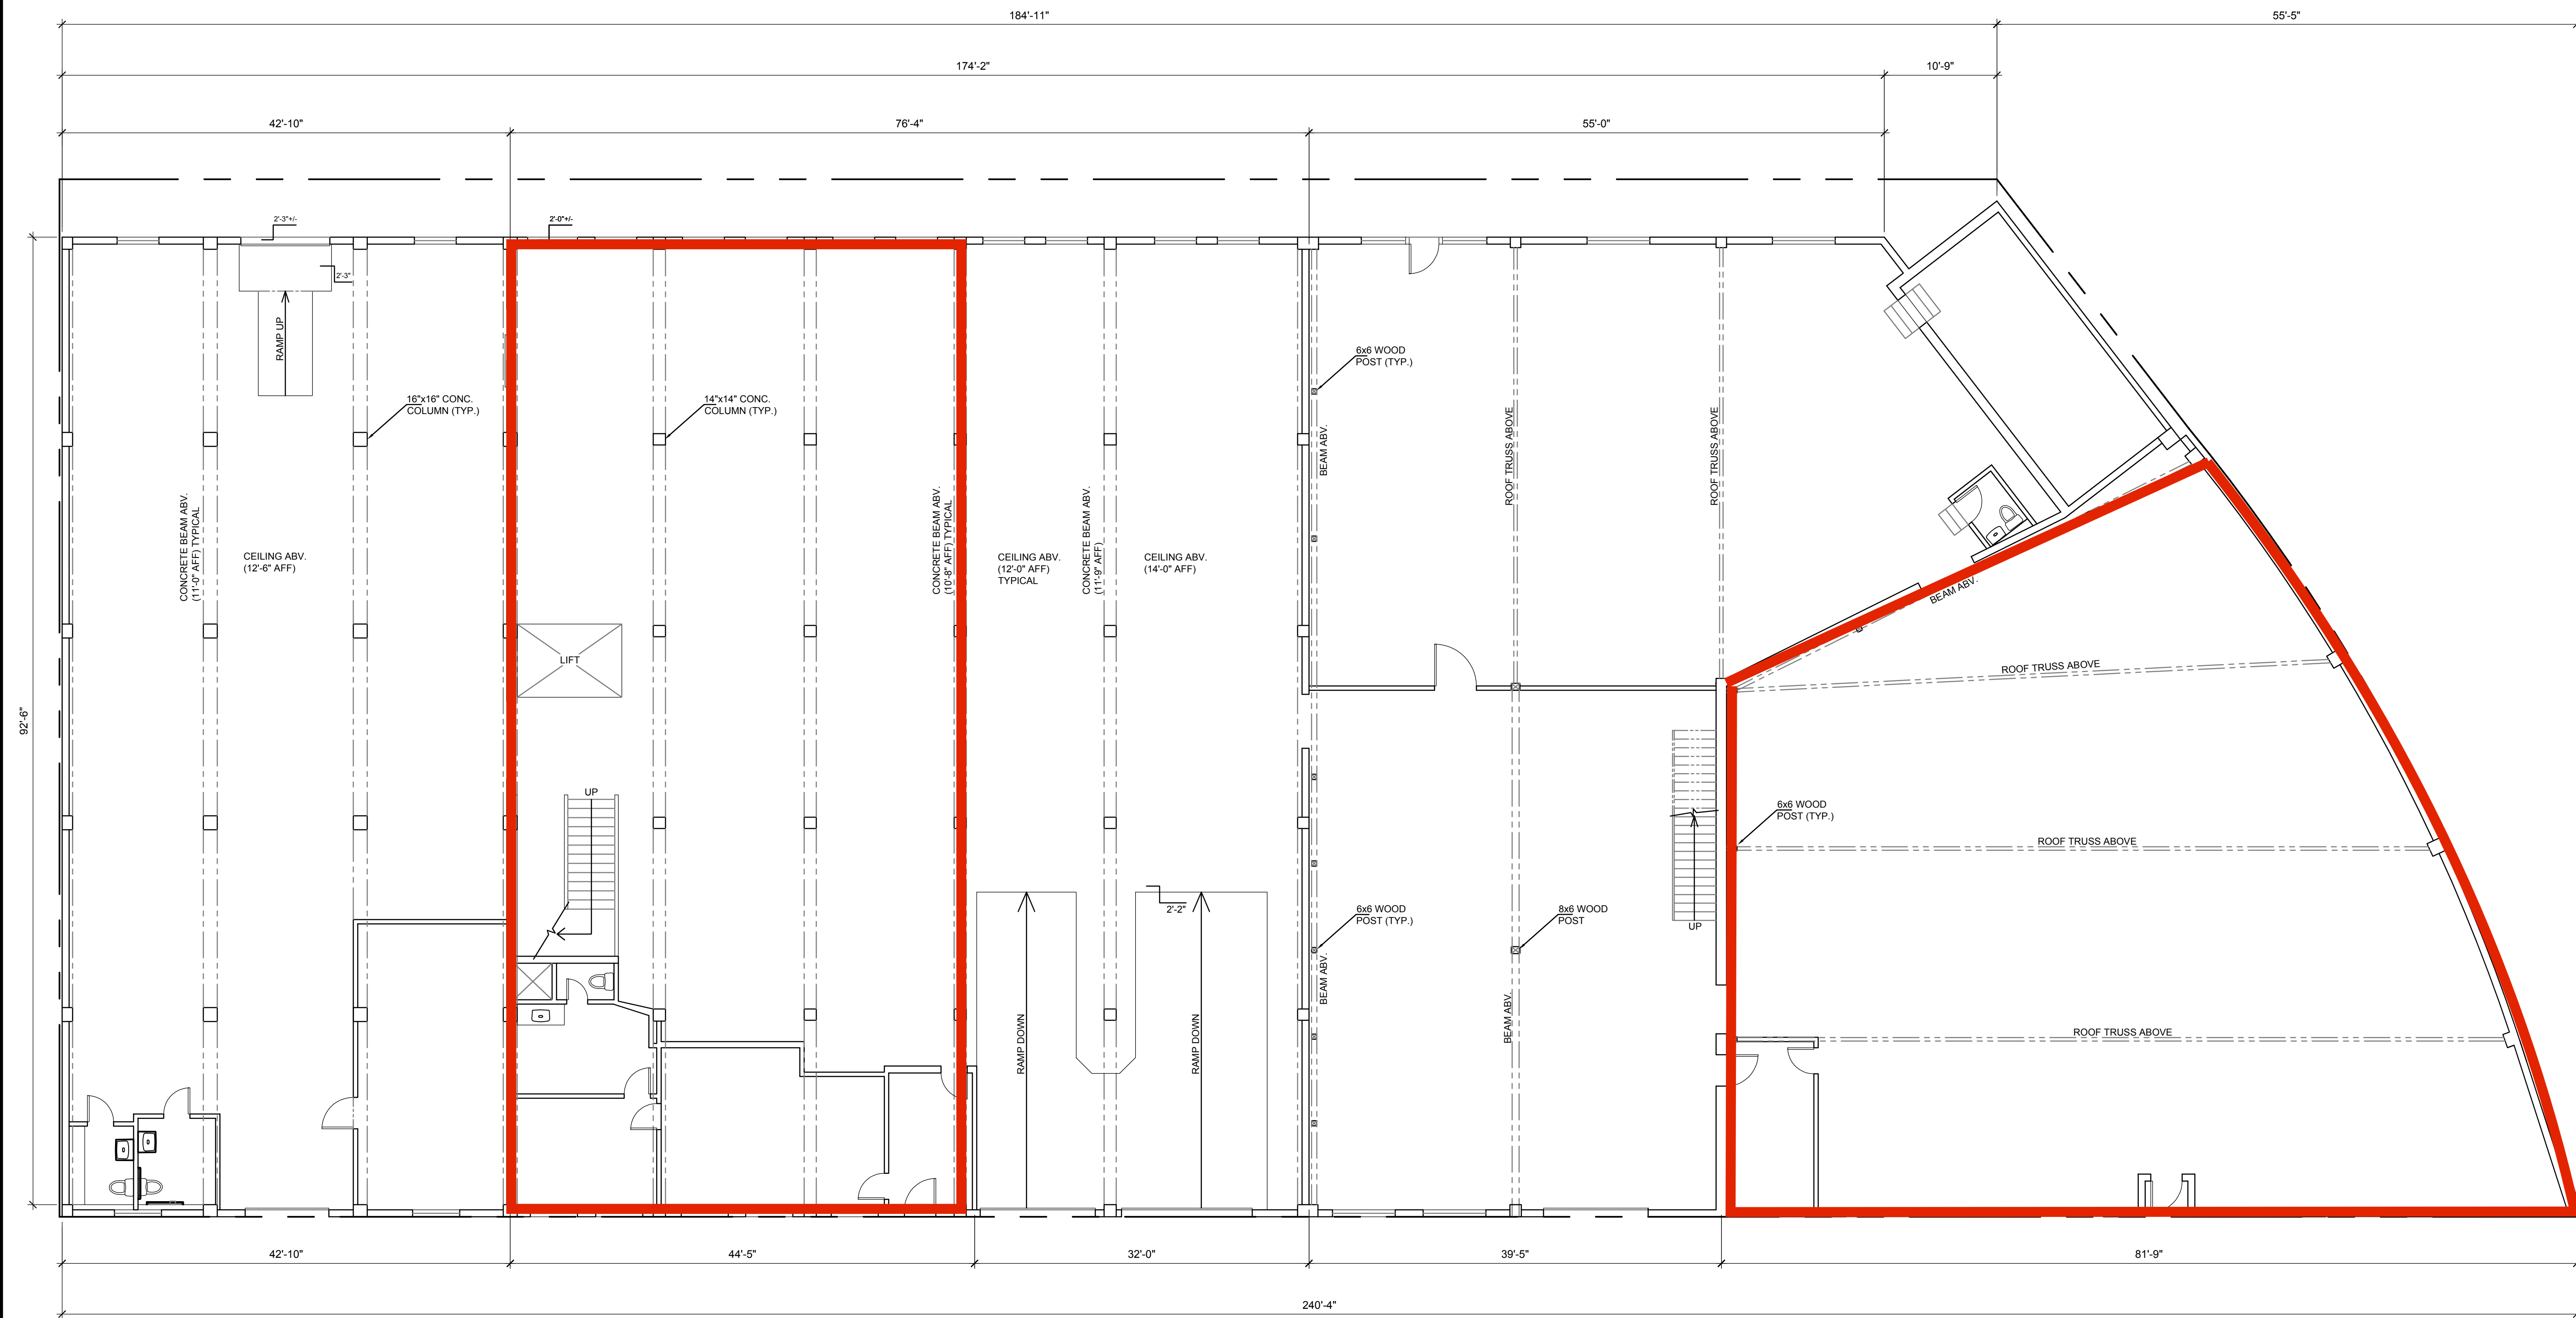 184'-11"
55'-5"
174'-2"
10'-9"
42'-10"
76'-4"
55'-0"
2'-3"+/-
2'-0"+/-
2'-3"
RAMP UP
6x6 WOOD
POST (TYP.)
16"x16" CONC.
COLUMN (TYP.)
14"x14" CONC.
COLUMN (TYP.)
BEAM ABV.
ROOF TRUSS ABOVE
ROOF TRUSS ABOVE
CONCRETE BEAM ABV.
(11'-0" AFF) TYPICAL
CEILING ABV.
(12'-6" AFF)
CONCRETE BEAM ABV.
(10'-8" AFF) TYPICAL
CEILING ABV.
(12'-0" AFF)
TYPICAL
CONCRETE BEAM ABV.
(11'-9" AFF)
CEILING ABV.
(14'-0" AFF)
BEAM ABV.
LIFT
ROOF TRUSS ABOVE
92'-6"
UP
6x6 WOOD
POST (TYP.)
ROOF TRUSS ABOVE
2'-2"
6x6 WOOD
POST (TYP.)
8x6 WOOD
POST
UP
BEAM ABV.
BEAM ABV.
RAMP DOWN
RAMP DOWN
ROOF TRUSS ABOVE
42'-10"
44'-5"
32'-0"
39'-5"
81'-9"
240'-4"